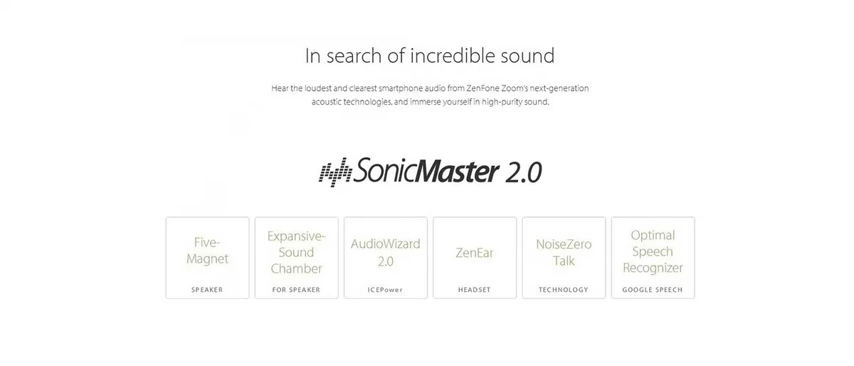 In search of incredible sound
Hear the loudest and clearest smartphone audio from ZenFone Zoom's next-generation
acoustic technologies, and immerse yourself in high-purity sound.
SonicMaster 2.0
Five-
Magnet
SPEAKER
Expansive-
Sound
Chamber
FOR SPEAKER
AudioWizard
2.0
ICEPower
ZenEar
HEADSET
NoiseZero
Talk
TECHNOLOGY
Optimal
Speech
Recognizer
GOOGLE SPEECH